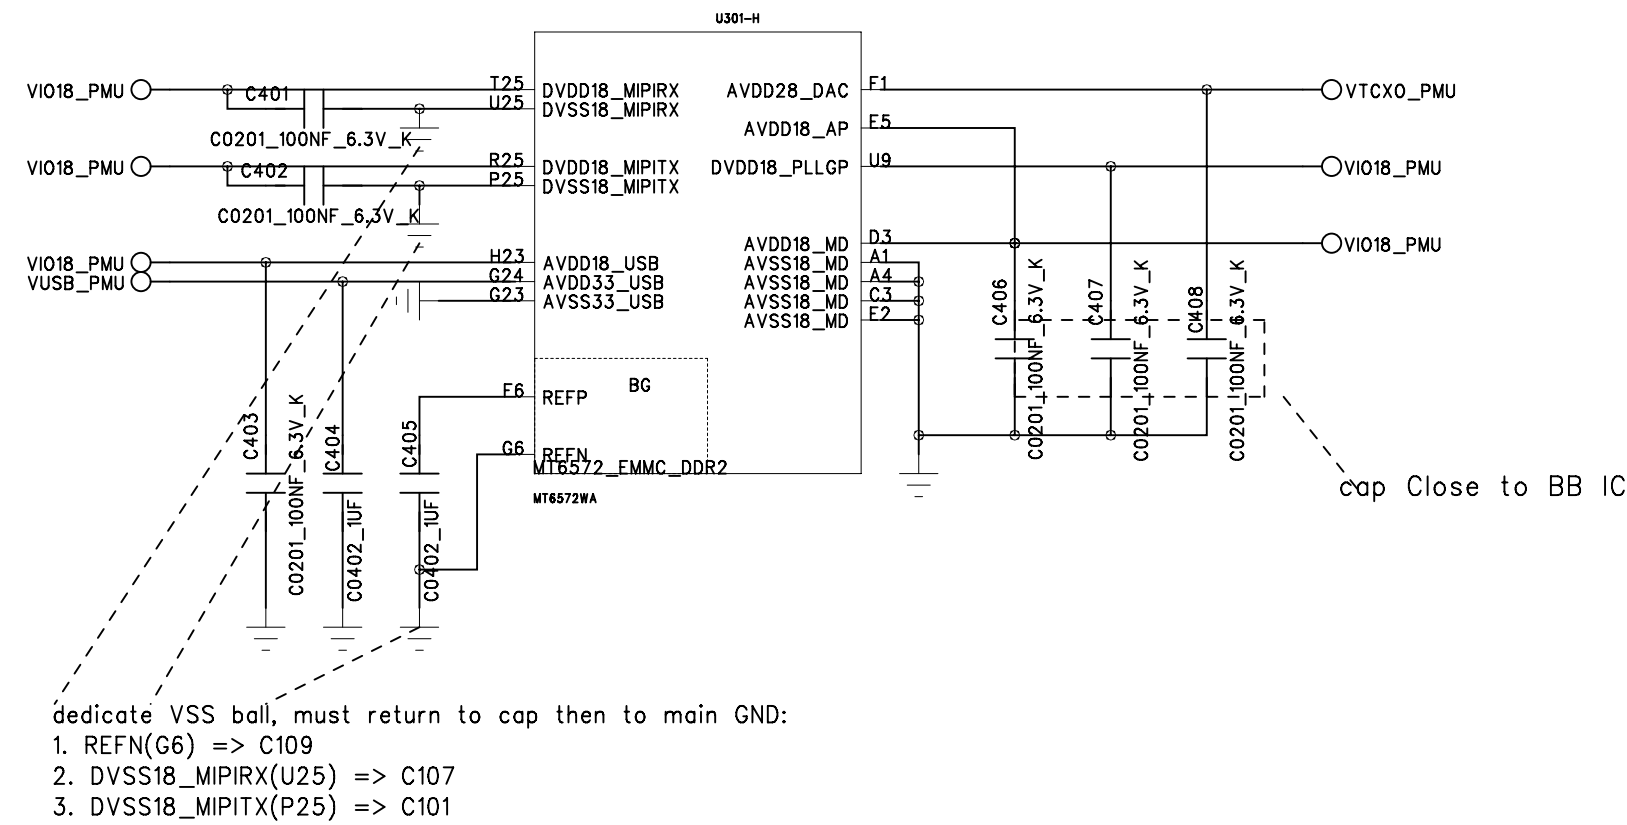 U301-H
VIO18_PMU
C401
C0201_100NF_6.3V_K
T25
U25
DVDD18_MIPIRX
DVSS18_MIPIRX
VIO18_PMU
C402
C0201_100NF_6.3V_K
R25
P25
DVDD18_MIPITX
DVSS18_MIPITX
VIO18_PMU
VUSB_PMU
H23
G24
G23
AVDD18_USB
AVDD33_USB
AVSS33_USB
AVDD28_DAC
F1
VTCXO_PMU
AVDD18_AP
E5
DVDD18_PLLGP
U9
VIO18_PMU
AVDD18_MD
D3
VIO18_PMU
AVSS18_MD
A1
AVSS18_MD
A4
AVSS18_MD
C3
AVSS18_MD
E2
C406
C0201_100NF_6.3V_K
C407
C0201_100NF_6.3V_K
C408
C0201_100NF_6.3V_K
BG
F6
REFP
G6
REFN
MT6572_EMMC_DDR2
MT6572WA
C403
C0201_100NF_6.3V_K
C404
C0402_1UF
C405
C0402_1UF
cap Close to BB IC
dedicate VSS ball, must return to cap then to main GND:
1. REFN(G6) => C109
2. DVSS18_MIPIRX(U25) => C107
3. DVSS18_MIPITX(P25) => C101